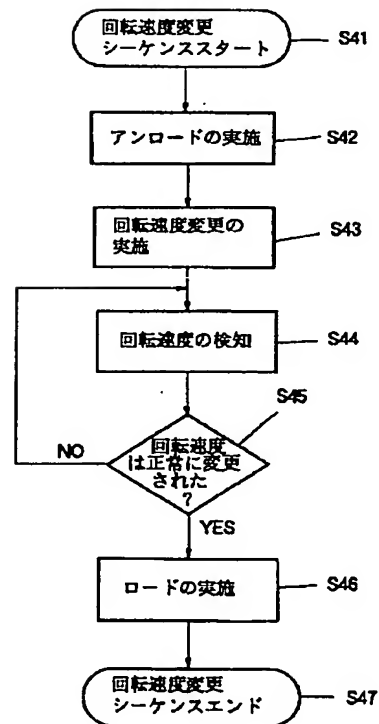 回転速度変更
シーケンススタート
S41
アンロードの実施
S42
回転速度変更の
実施
S43
回転速度の検知
S44
S45
回転速度
は正常に変更
された
?
NO
YES
ロードの実施
S46
回転速度変更
シーケンスエンド
S47